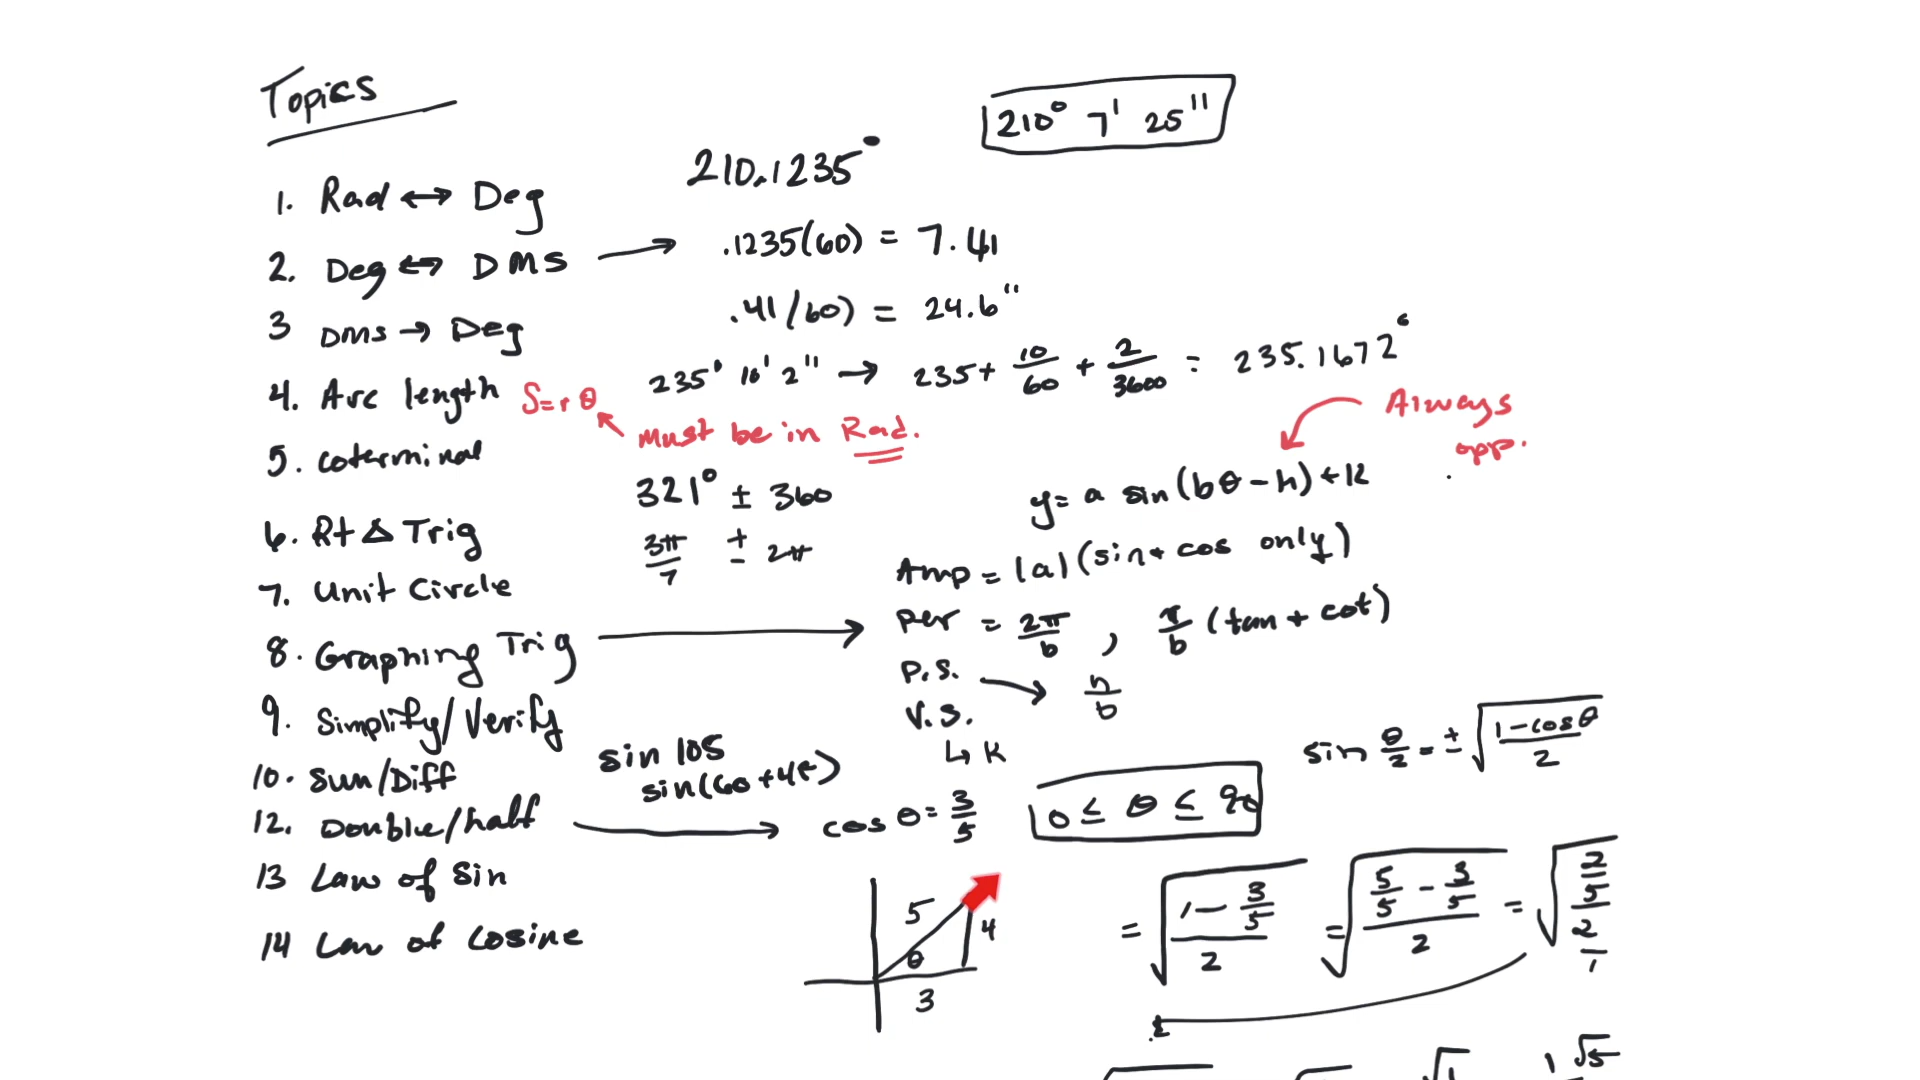 Topics
210° 7' 25"
210.1235°
1. Rad ↔ Deg
2. Deg ↔ DMS →
.1235(60) = 7.41
.41(60) = 24.6"
3 DMS → Deg
235° 10' 2" → 235 + 10/60 + 2/3600 = 235.1672°
4. Arc length S=rθ
must be in Rad.
Always opp.
5. coterminal
321° ± 360
3π/7 ± 2π
y= a sin(bθ-h)+k
6. Rt Δ Trig
7. Unit Circle
8. Graphing Trig →
Amp = |a| (sin + cos only)
per = 2π/b , π/b (tan + cot)
P.S. → h/b
V.S.
↳ K
9. Simplify/Verify
10. Sum/Diff
sin 105
sin(60+45)
12. Double/half →
cos θ = 3/5
0 ≤ θ ≤ 90
sin θ/2 = ± √((1-cosθ)/2)
13 Law of Sin
14 Law of Cosine
5
4
θ
3
= √((1-3/5)/2) = √((5/5-3/5)/2) = √((2/5)/(2/1))